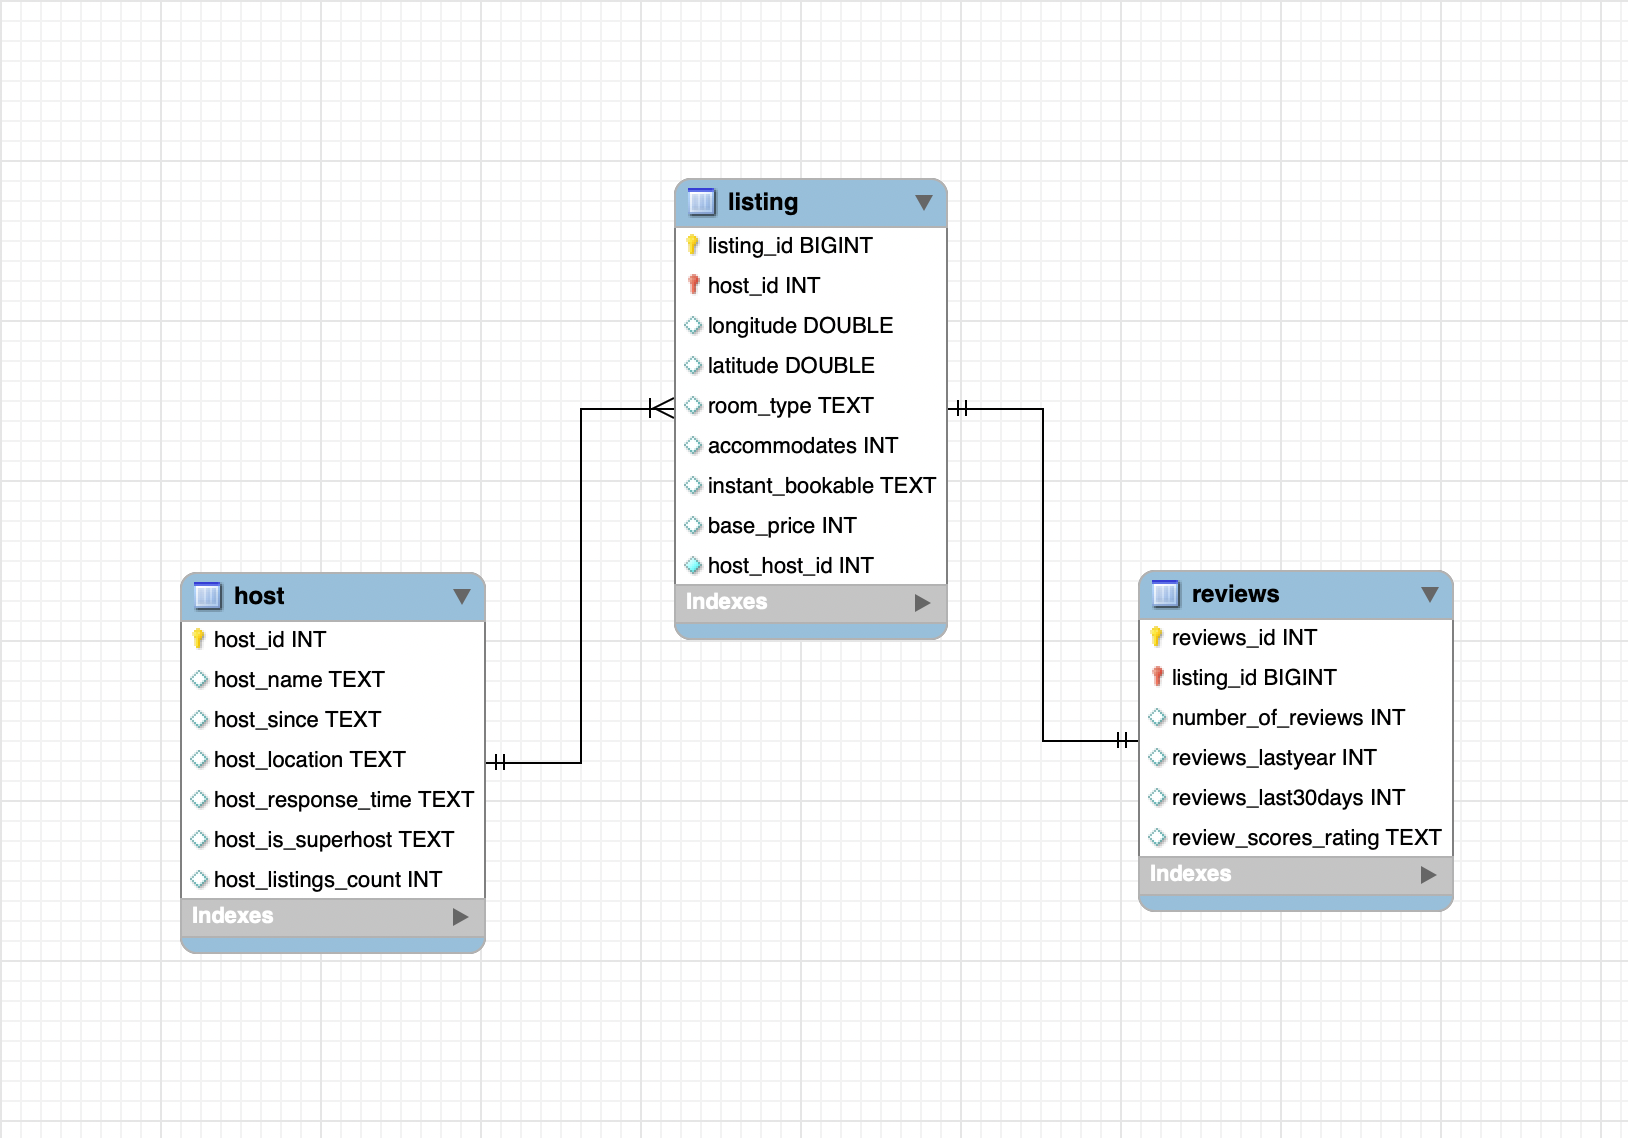 listing
listing_id BIGINT
host_id INT
longitude DOUBLE
latitude DOUBLE
room_type TEXT
accommodates INT
instant_bookable TEXT
base_price INT
host_host_id INT
Indexes
host
host_id INT
host_name TEXT
host_since TEXT
host_location TEXT
host_response_time TEXT
host_is_superhost TEXT
host_listings_count INT
Indexes
reviews
reviews_id INT
listing_id BIGINT
number_of_reviews INT
reviews_lastyear INT
reviews_last30days INT
review_scores_rating TEXT
Indexes